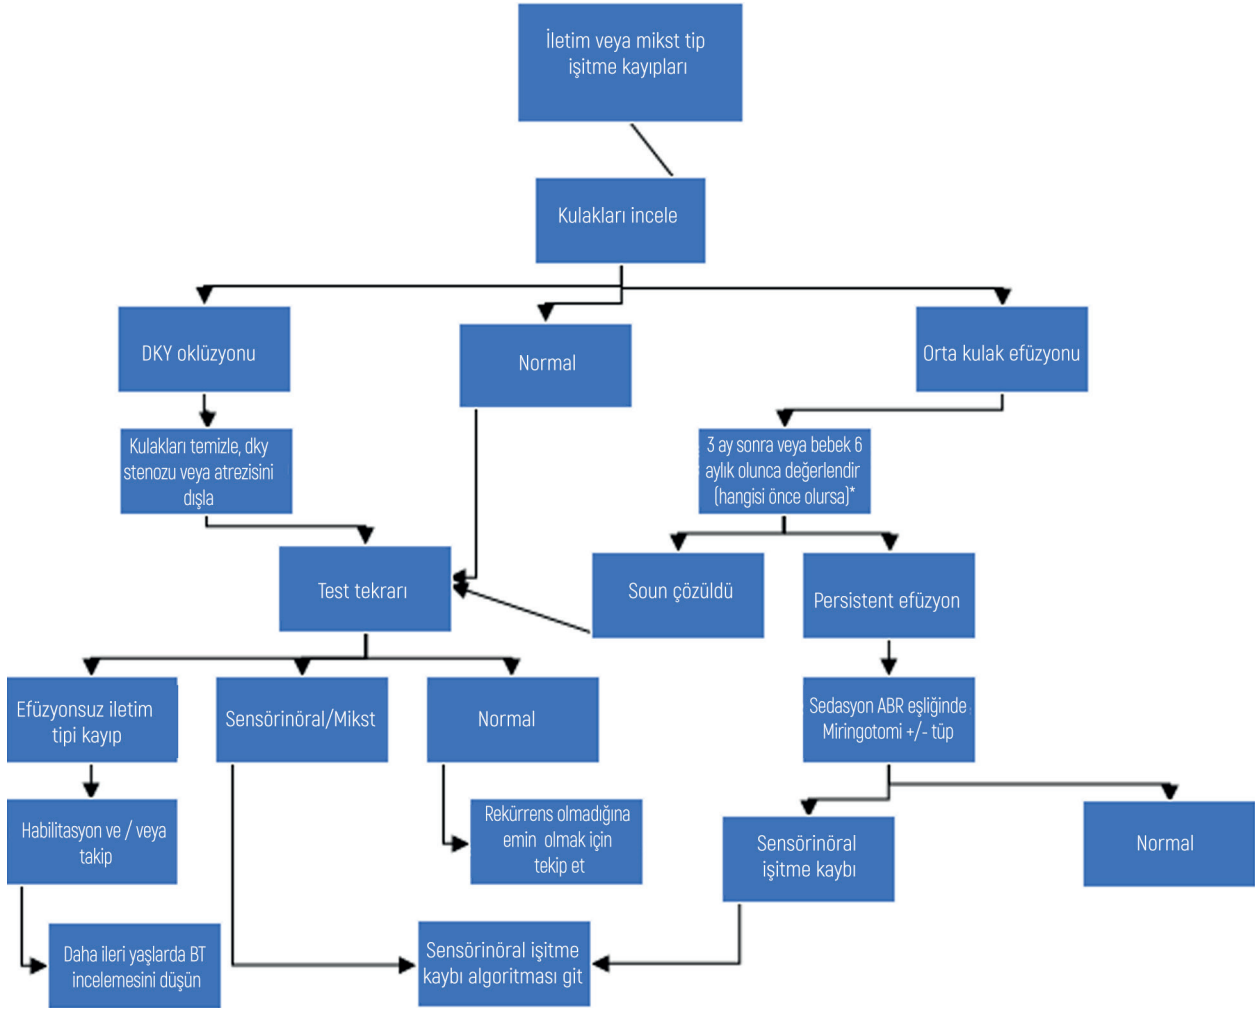 İletim veya mikst tip
işitme kayıpları
Kulakları incele
DKY oklüzyonu
Normal
Orta kulak efüzyonu
Kulakları temizle, dky
stenozu veya atrezisini
dışla
3 ay sonra veya bebek 6
aylık olunca değerlendir
(hangisi önce olursa)*
Test tekrarı
Soun çözüldü
Persistent efüzyon
Efüzyonsuz iletim
tipi kayıp
Sensörinöral/Mikst
Normal
Sedasyon ABR eşliğinde
Miringotomi +/- tüp
Habilitasyon ve / veya
takip
Rekürrens olmadığına
emin olmak için
tekip et
Sensörinöral
işitme kaybı
Normal
Daha ileri yaşlarda BT
incelemesini düşün
Sensörinöral işitme
kaybı algoritması git